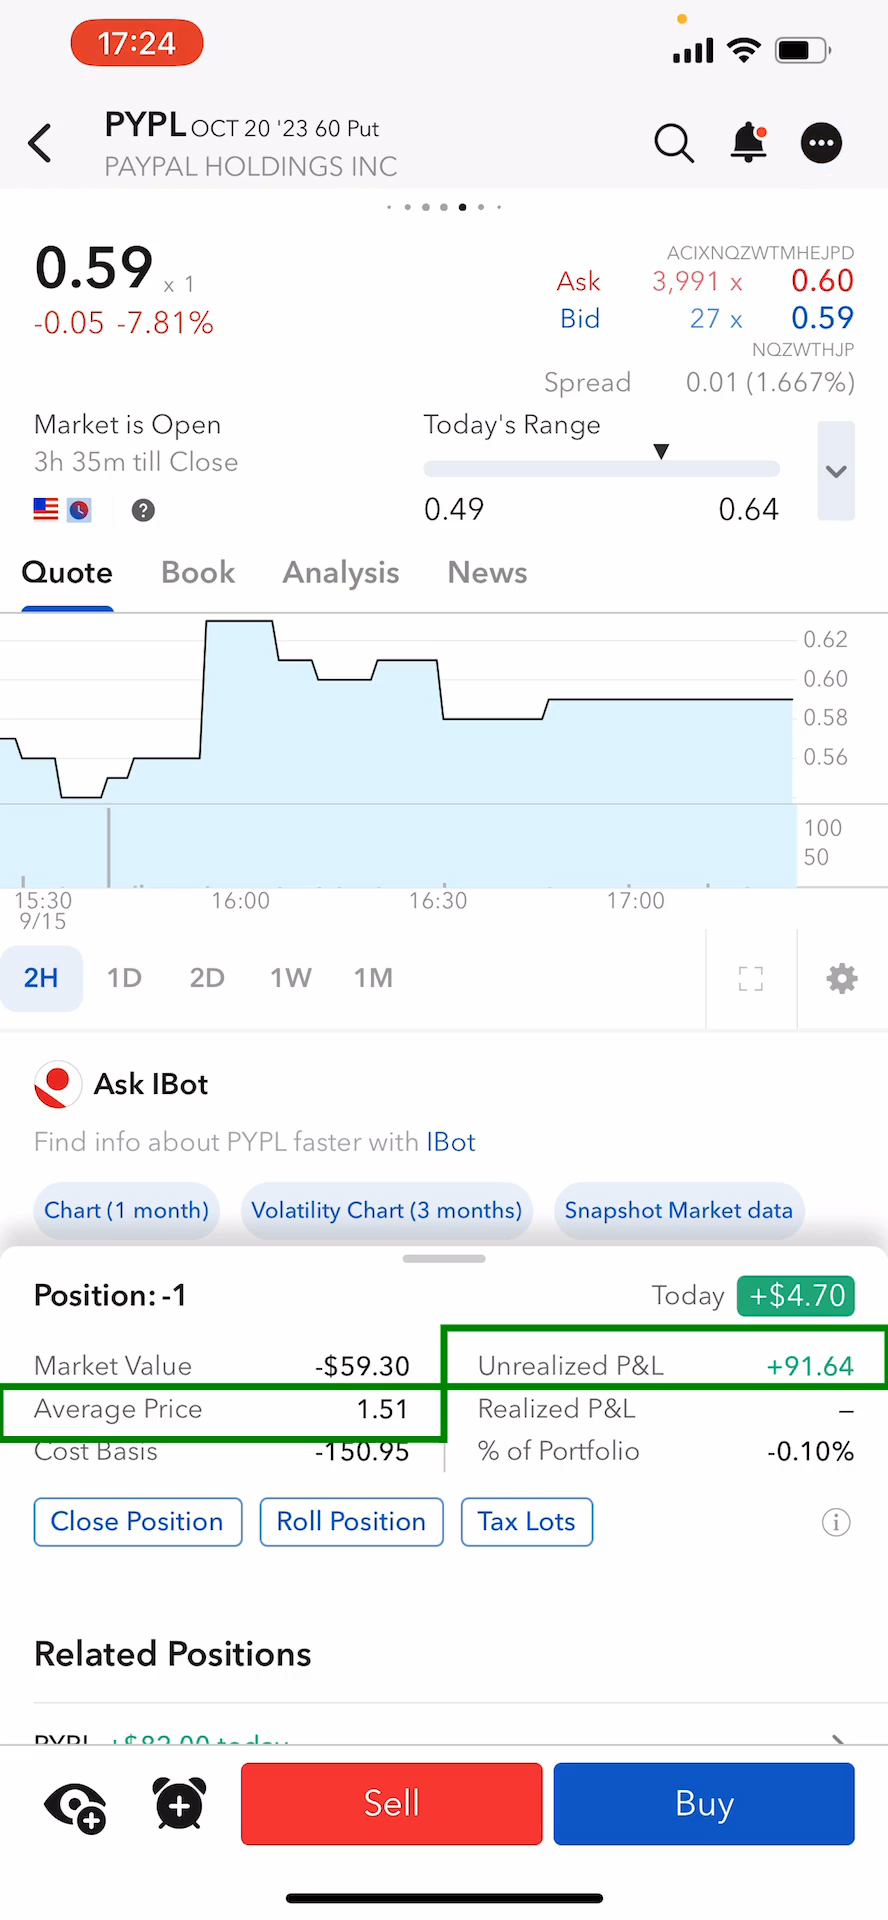 17:24
PYPL OCT 20 '23 60 Put
PAYPAL HOLDINGS INC
0.59 x 1
-0.05 -7.81%
ACIXNQZWTMHEJPD
Ask 3,991 x 0.60
Bid 27 x 0.59
NQZWTHJP
Spread 0.01 (1.667%)
Market is Open
3h 35m till Close
Today's Range
0.49 0.64
Quote Book Analysis News
0.62
0.60
0.58
0.56
100
50
15:30 16:00 16:30 17:00
9/15
2H 1D 2D 1W 1M
Ask IBot
Find info about PYPL faster with IBot
Chart (1 month) Volatility Chart (3 months) Snapshot Market data
Position: -1 Today +$4.70
Market Value -$59.30 Unrealized P&L +91.64
Average Price 1.51 Realized P&L –
Cost Basis -150.95 % of Portfolio -0.10%
Close Position Roll Position Tax Lots
Related Positions
PYPL +$83.00 today
Sell Buy